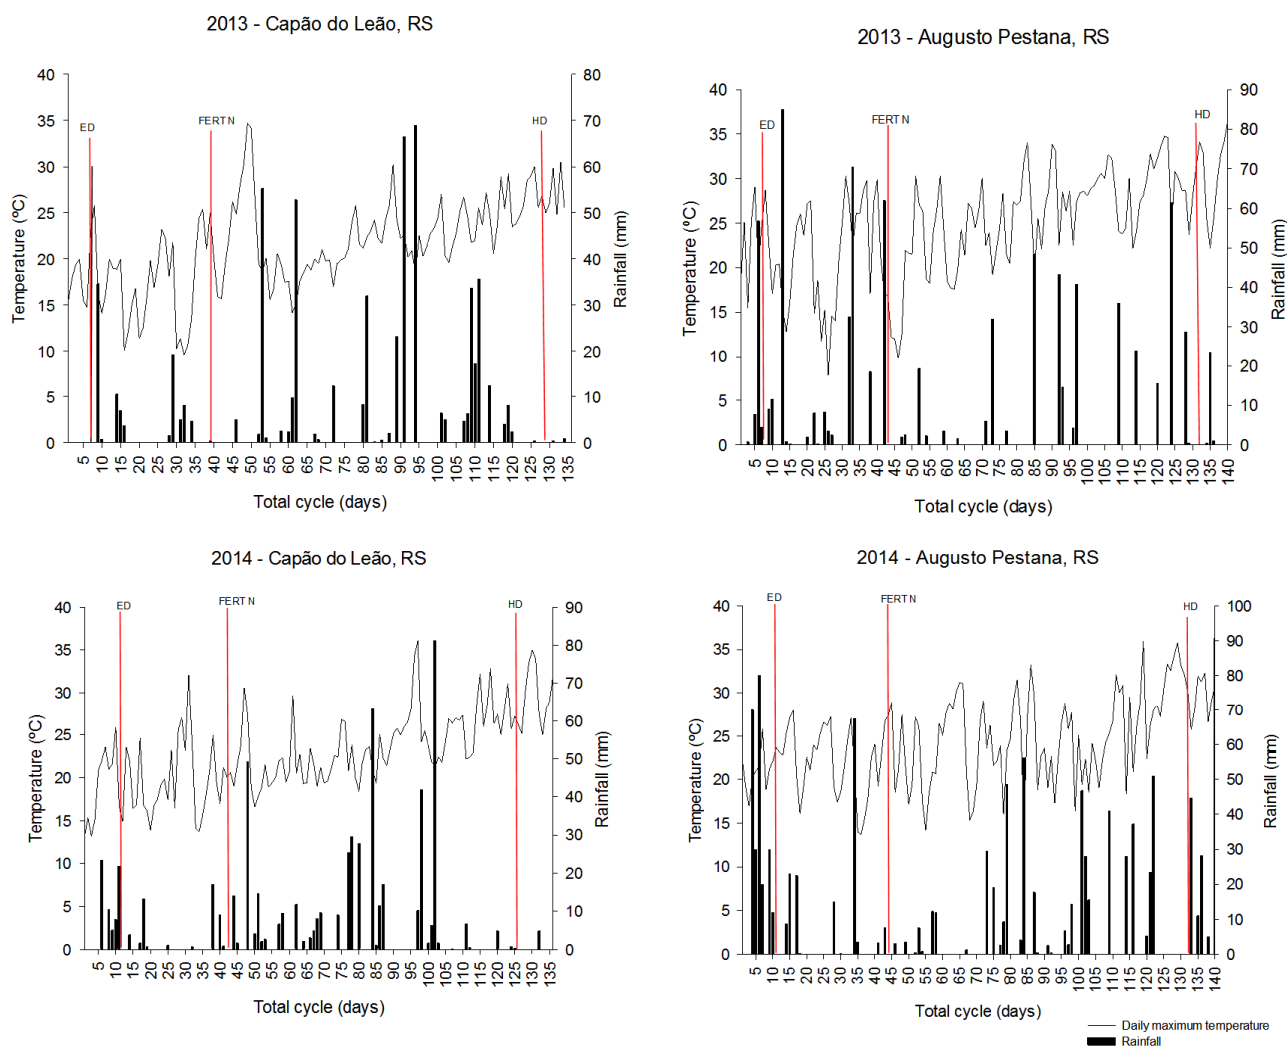 2013 - Capão do Leão, RS
40 35 30 25 20 15 10 5 0
Temperature (ºC)
ED
FERT N
HD
80 70 60 50 40 30 20 10 0
Rainfall (mm)
5 10 15 20 25 30 35 40 45 50 55 60 65 70 75 80 85 90 95 101 105 110 115 120 125 130 135
Total cycle (days)
2013 - Augusto Pestana, RS
40 35 30 25 20 15 10 5 0
Temperature (ºC)
ED
FERT N
HD
90 80 70 60 50 40 30 20 10 0
Rainfall (mm)
5 10 15 20 25 30 35 40 45 50 55 60 65 70 75 80 85 90 95 101 105 110 115 120 125 130 135 140
Total cycle (days)
2014 - Capão do Leão, RS
40 35 30 25 20 15 10 5 0
Temperature (ºC)
ED
FERT N
HD
90 80 70 60 50 40 30 20 10 0
Rainfall (mm)
5 10 15 20 25 30 35 40 45 50 55 60 65 70 75 80 85 90 95 101 105 110 115 120 125 130 135
Total cycle (days)
2014 - Augusto Pestana, RS
40 35 30 25 20 15 10 5 0
Temperature (ºC)
ED
FERT N
HD
100 90 80 70 60 50 40 30 20 10 0
Rainfall (mm)
5 10 15 20 25 30 35 40 45 50 55 60 65 70 75 80 85 90 95 101 105 110 115 120 125 130 135 140
Total cycle (days)
Daily maximum temperature
Rainfall